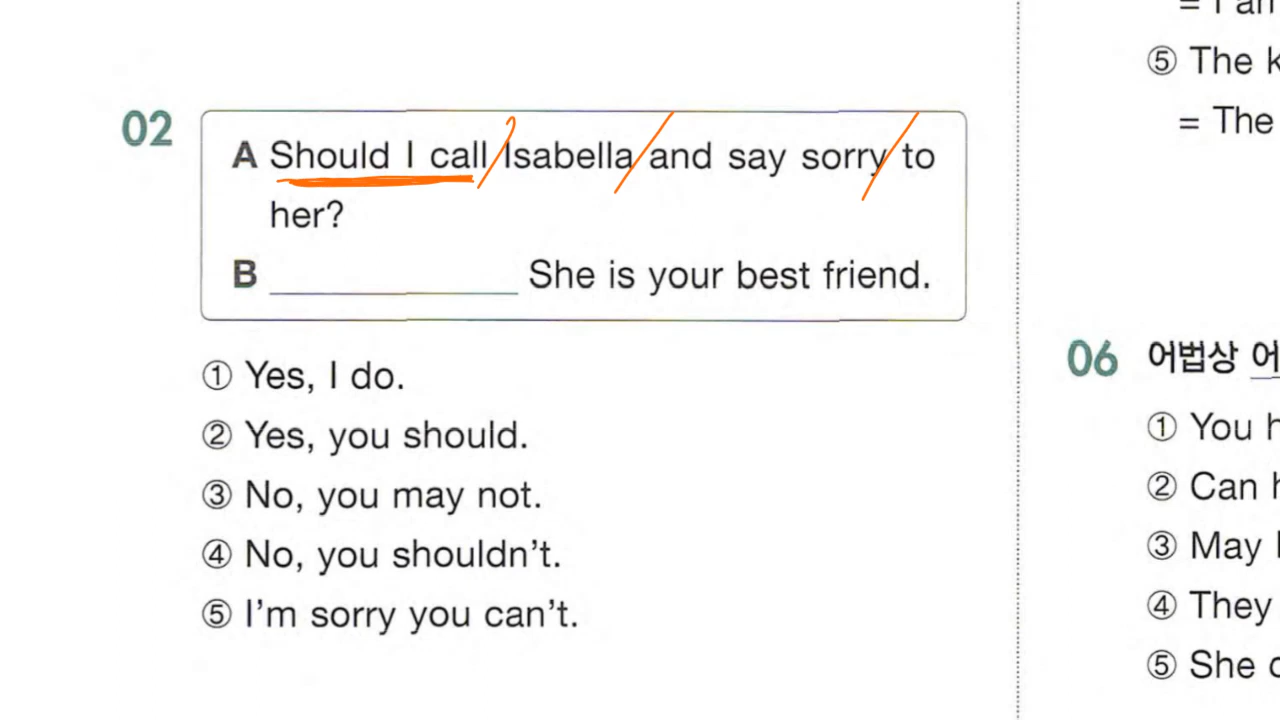 02
A Should I call Isabella and say sorry to
her?
B ____________ She is your best friend.
① Yes, I do.
② Yes, you should.
③ No, you may not.
④ No, you shouldn't.
⑤ I'm sorry you can't.
= I am
⑤ The
= The
06 어법상
① You
② Can
③ May
④ They
⑤ She